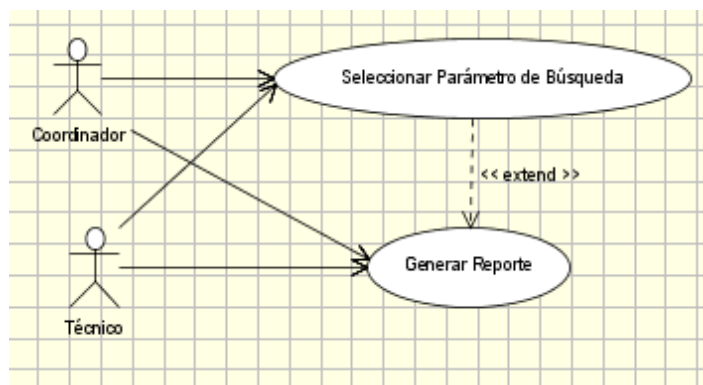 Seleccionar Parámetro de Búsqueda
Coordinador
<< extend >>
Generar Reporte
Técnico